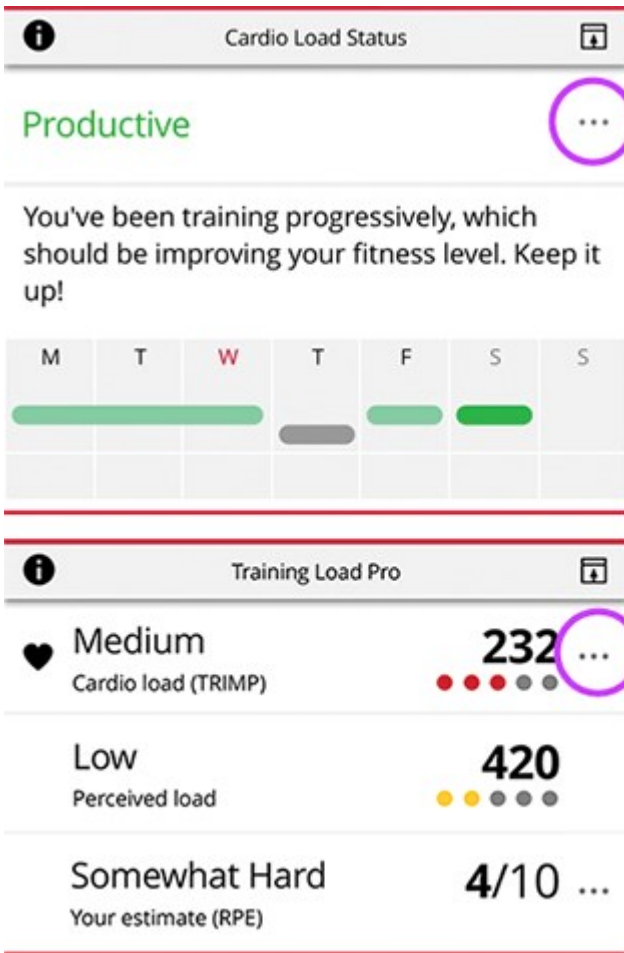 Cardio Load Status
Productive
...
You've been training progressively, which
should be improving your fitness level. Keep it
up!
M T W T F S S
Training Load Pro
Medium 232 ...
Cardio load (TRIMP)
Low 420
Perceived load
Somewhat Hard 4/10 ...
Your estimate (RPE)